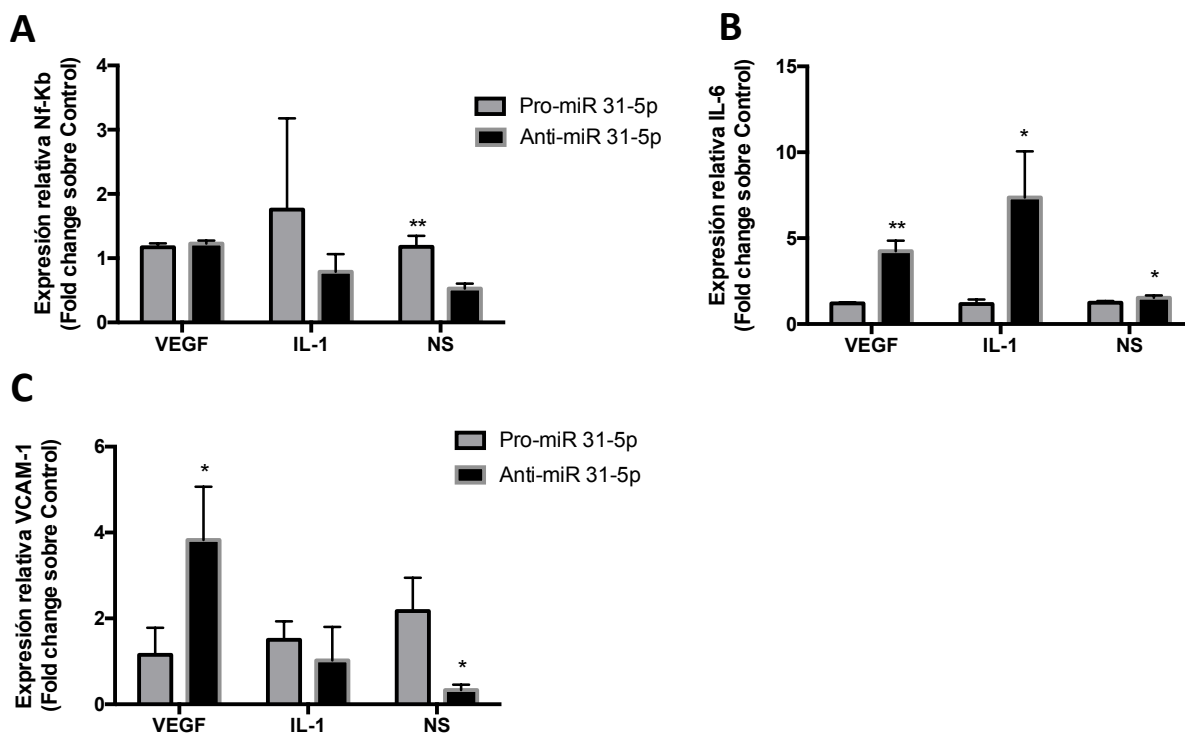 A
Expresión relativa Nf-Kb
(Fold change sobre Control)
4
3
2
1
0
**
VEGF
IL-1
NS
Pro-miR 31-5p
Anti-miR 31-5p
B
Expresión relativa IL-6
(Fold change sobre Control)
15
10
5
0
**
*
*
VEGF
IL-1
NS
C
Expresión relativa VCAM-1
(Fold change sobre Control)
6
4
2
0
*
*
VEGF
IL-1
NS
Pro-miR 31-5p
Anti-miR 31-5p